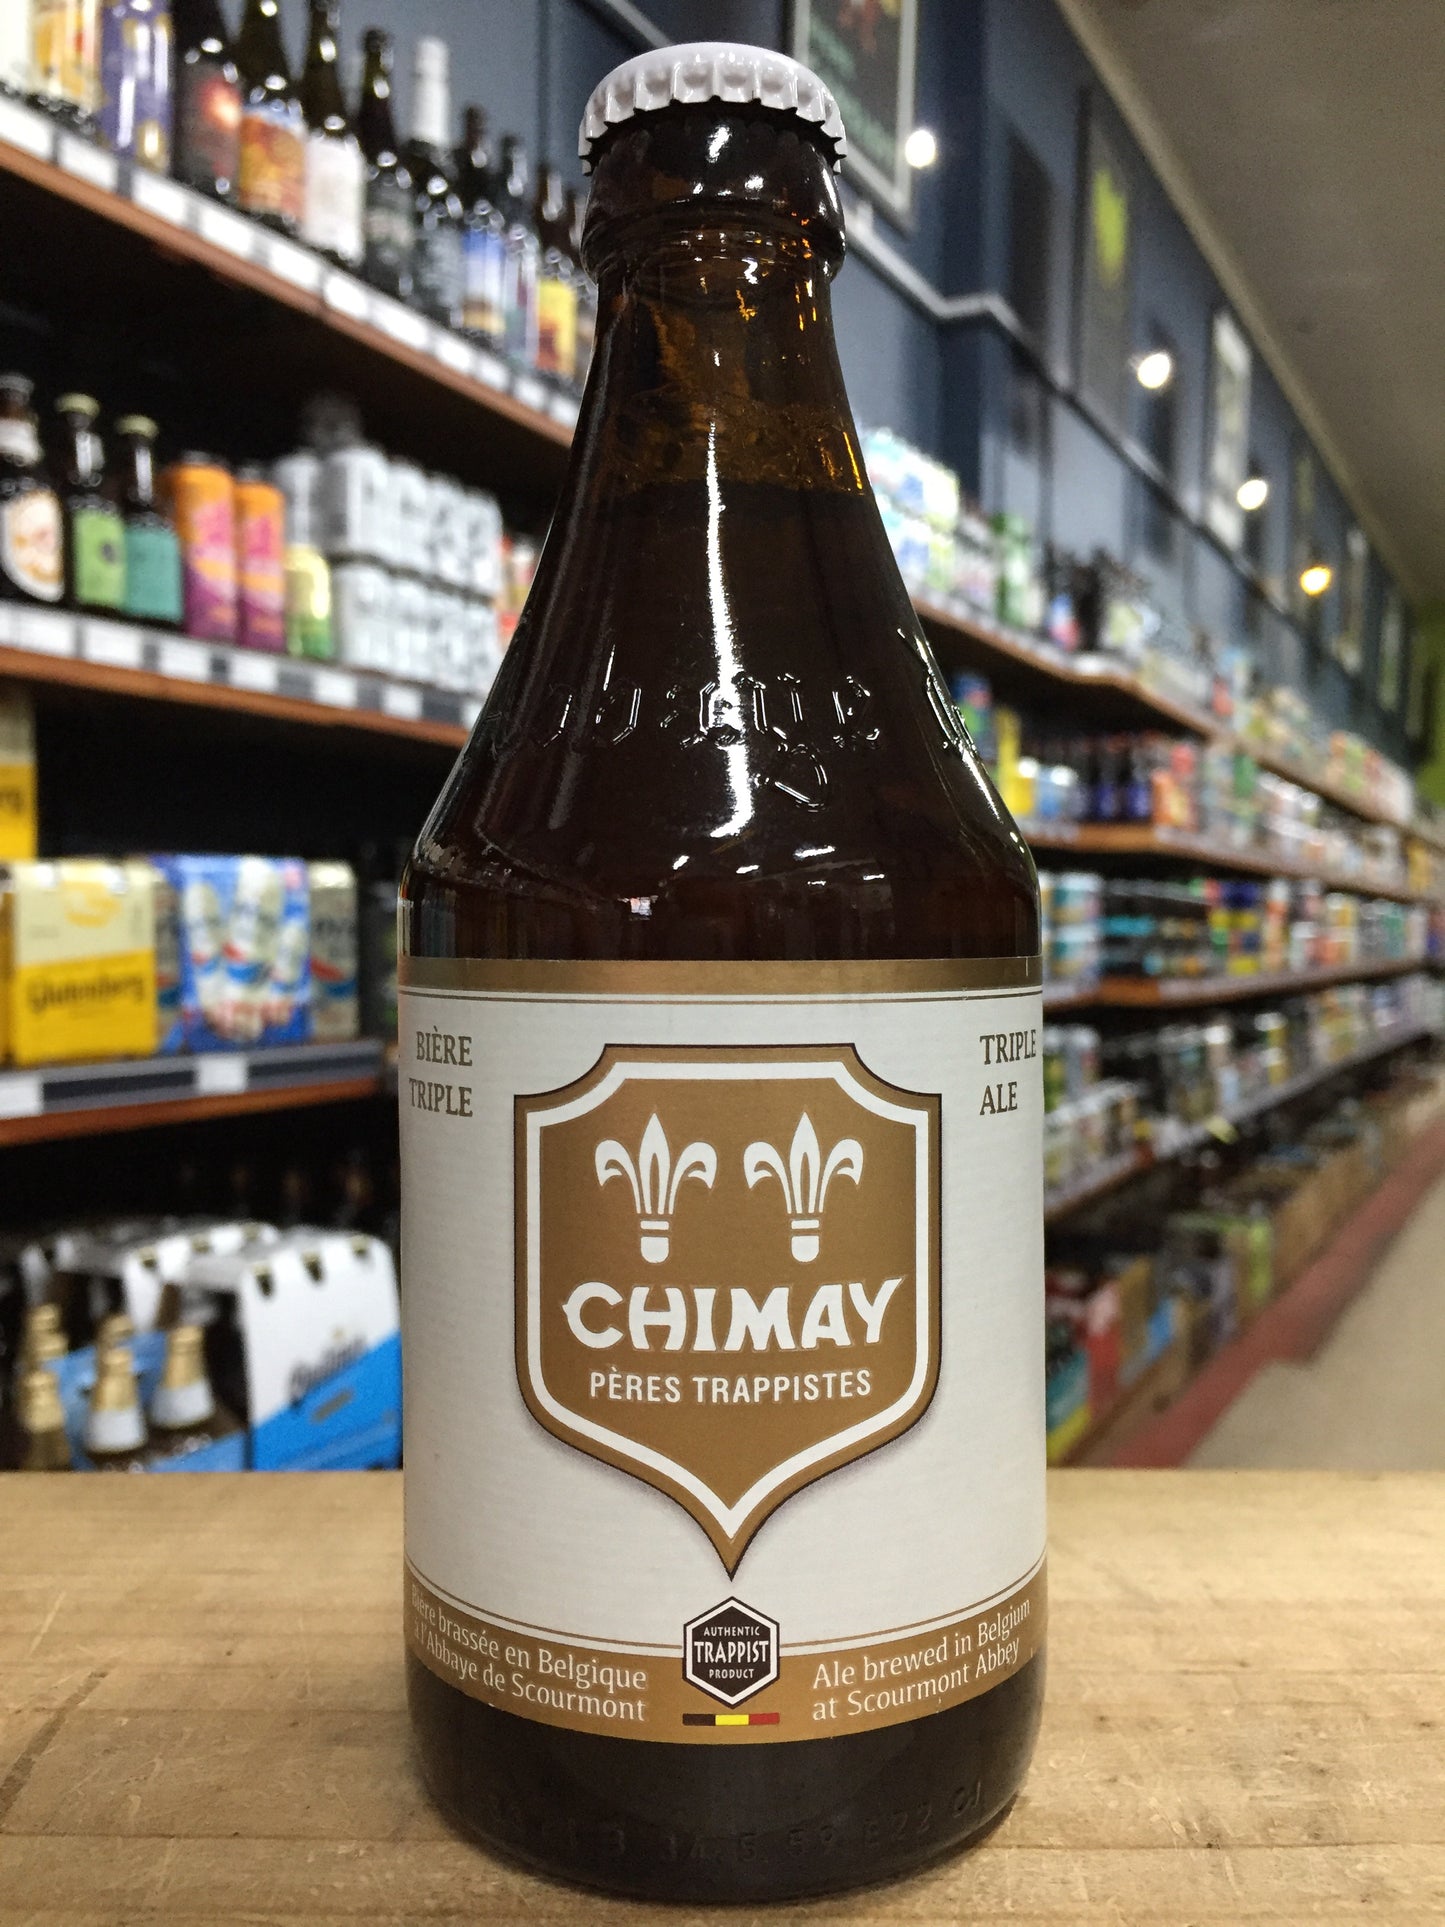 BIÈRE
TRIPLE
TRIPLE
ALE
CHIMAY
PÈRES TRAPPISTES
AUTHENTIC
TRAPPIST
PRODUCT
Bière brassée en Belgique
à l'Abbaye de Scourmont
Ale brewed in Belgium
at Scourmont Abbey